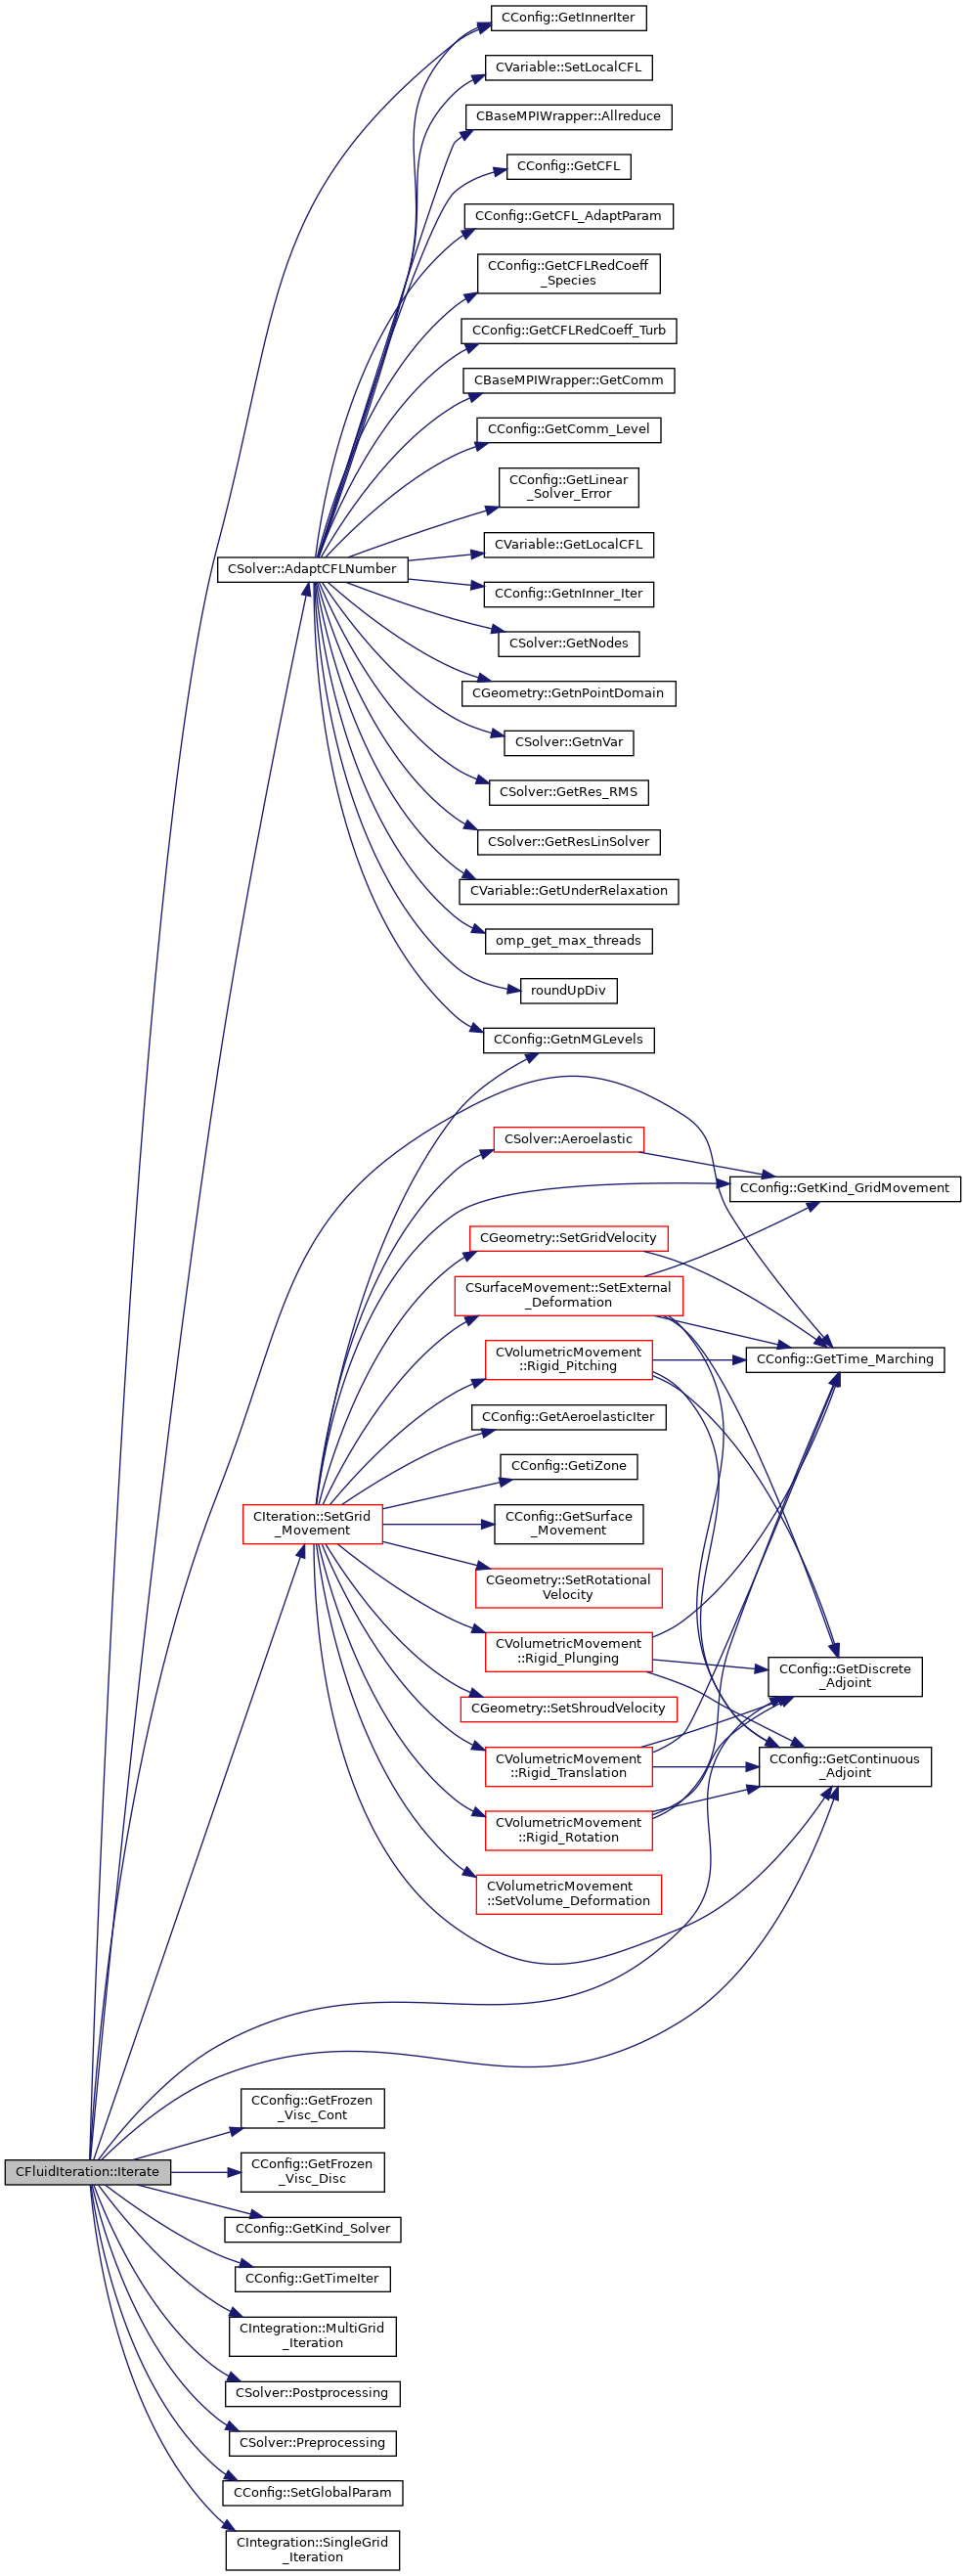 CConfig::GetInnerIter
CVariable::SetLocalCFL
CBaseMPIWrapper::Allreduce
CConfig::GetCFL
CConfig::GetCFL_AdaptParam
CConfig::GetCFLRedCoeff
_Species
CConfig::GetCFLRedCoeff_Turb
CBaseMPIWrapper::GetComm
CConfig::GetComm_Level
CConfig::GetLinear
_Solver_Error
CVariable::GetLocalCFL
CSolver::AdaptCFLNumber
CConfig::GetnInner_Iter
CSolver::GetNodes
CGeometry::GetnPointDomain
CSolver::GetnVar
CSolver::GetRes_RMS
CSolver::GetResLinSolver
CVariable::GetUnderRelaxation
omp_get_max_threads
roundUpDiv
CConfig::GetnMGLevels
CSolver::Aeroelastic
CConfig::GetKind_GridMovement
CGeometry::SetGridVelocity
CSurfaceMovement::SetExternal
_Deformation
CVolumetricMovement
::Rigid_Pitching
CConfig::GetTime_Marching
CConfig::GetAeroelasticIter
CConfig::GetiZone
CIteration::SetGrid
_Movement
CConfig::GetSurface
_Movement
CGeometry::SetRotational
Velocity
CVolumetricMovement
::Rigid_Plunging
CConfig::GetDiscrete
_Adjoint
CGeometry::SetShroudVelocity
CVolumetricMovement
::Rigid_Translation
CConfig::GetContinuous
_Adjoint
CVolumetricMovement
::Rigid_Rotation
CVolumetricMovement
::SetVolume_Deformation
CConfig::GetFrozen
_Visc_Cont
CFluidIteration::Iterate
CConfig::GetFrozen
_Visc_Disc
CConfig::GetKind_Solver
CConfig::GetTimeIter
CIntegration::MultiGrid
_Iteration
CSolver::Postprocessing
CSolver::Preprocessing
CConfig::SetGlobalParam
CIntegration::SingleGrid
_Iteration